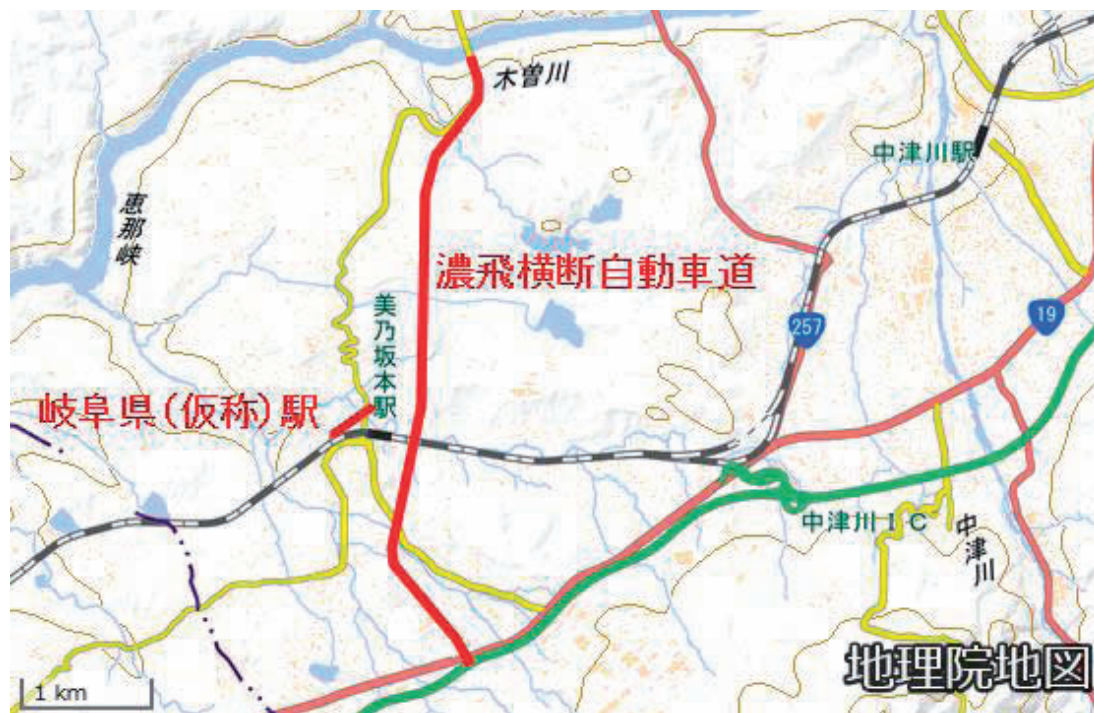 木曽川
中津川駅
恵那峡
濃飛横断自動車道
美乃坂本駅
257
19
岐阜県(仮称)駅
中津川IC
中津川
地理院地図
1 km